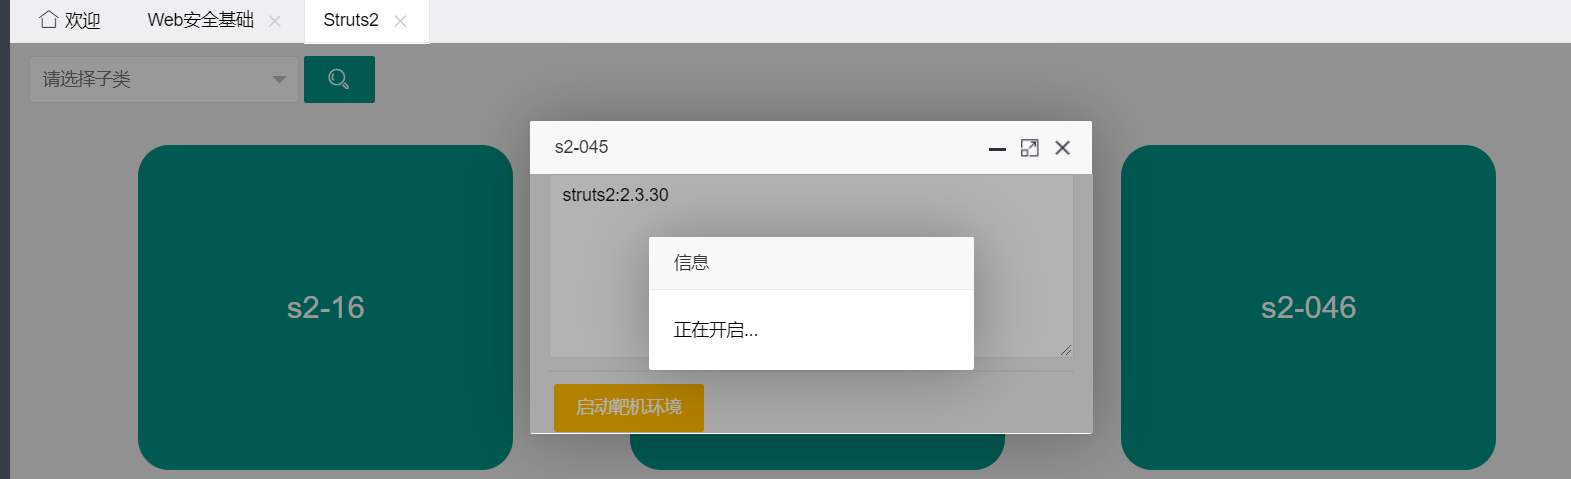 欢迎
Web安全基础
Struts2
请选择子类
s2-045
struts2:2.3.30
信息
正在开启...
s2-16
s2-046
启动靶机环境